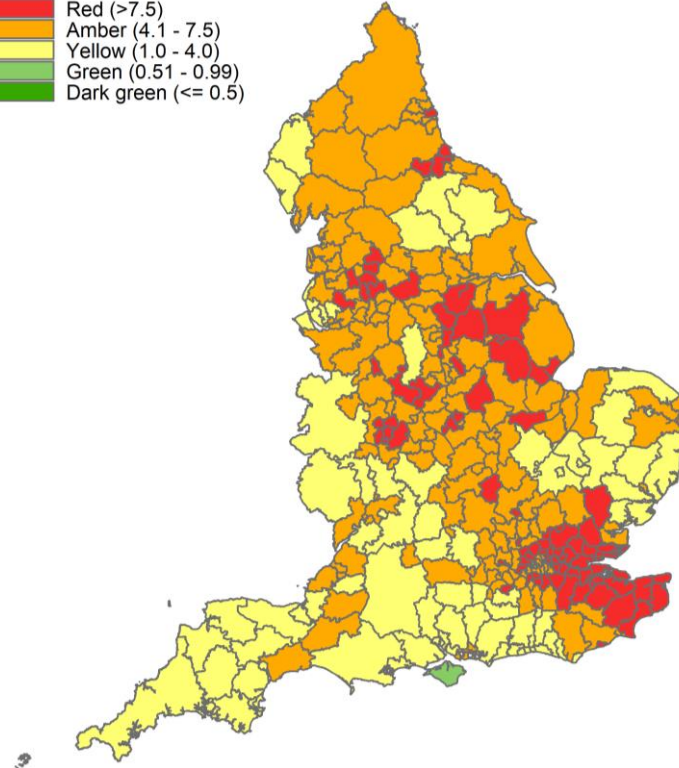 Red (>7.5)
Amber (4.1 - 7.5)
Yellow (1.0 - 4.0)
Green (0.51 - 0.99)
Dark green (<= 0.5)